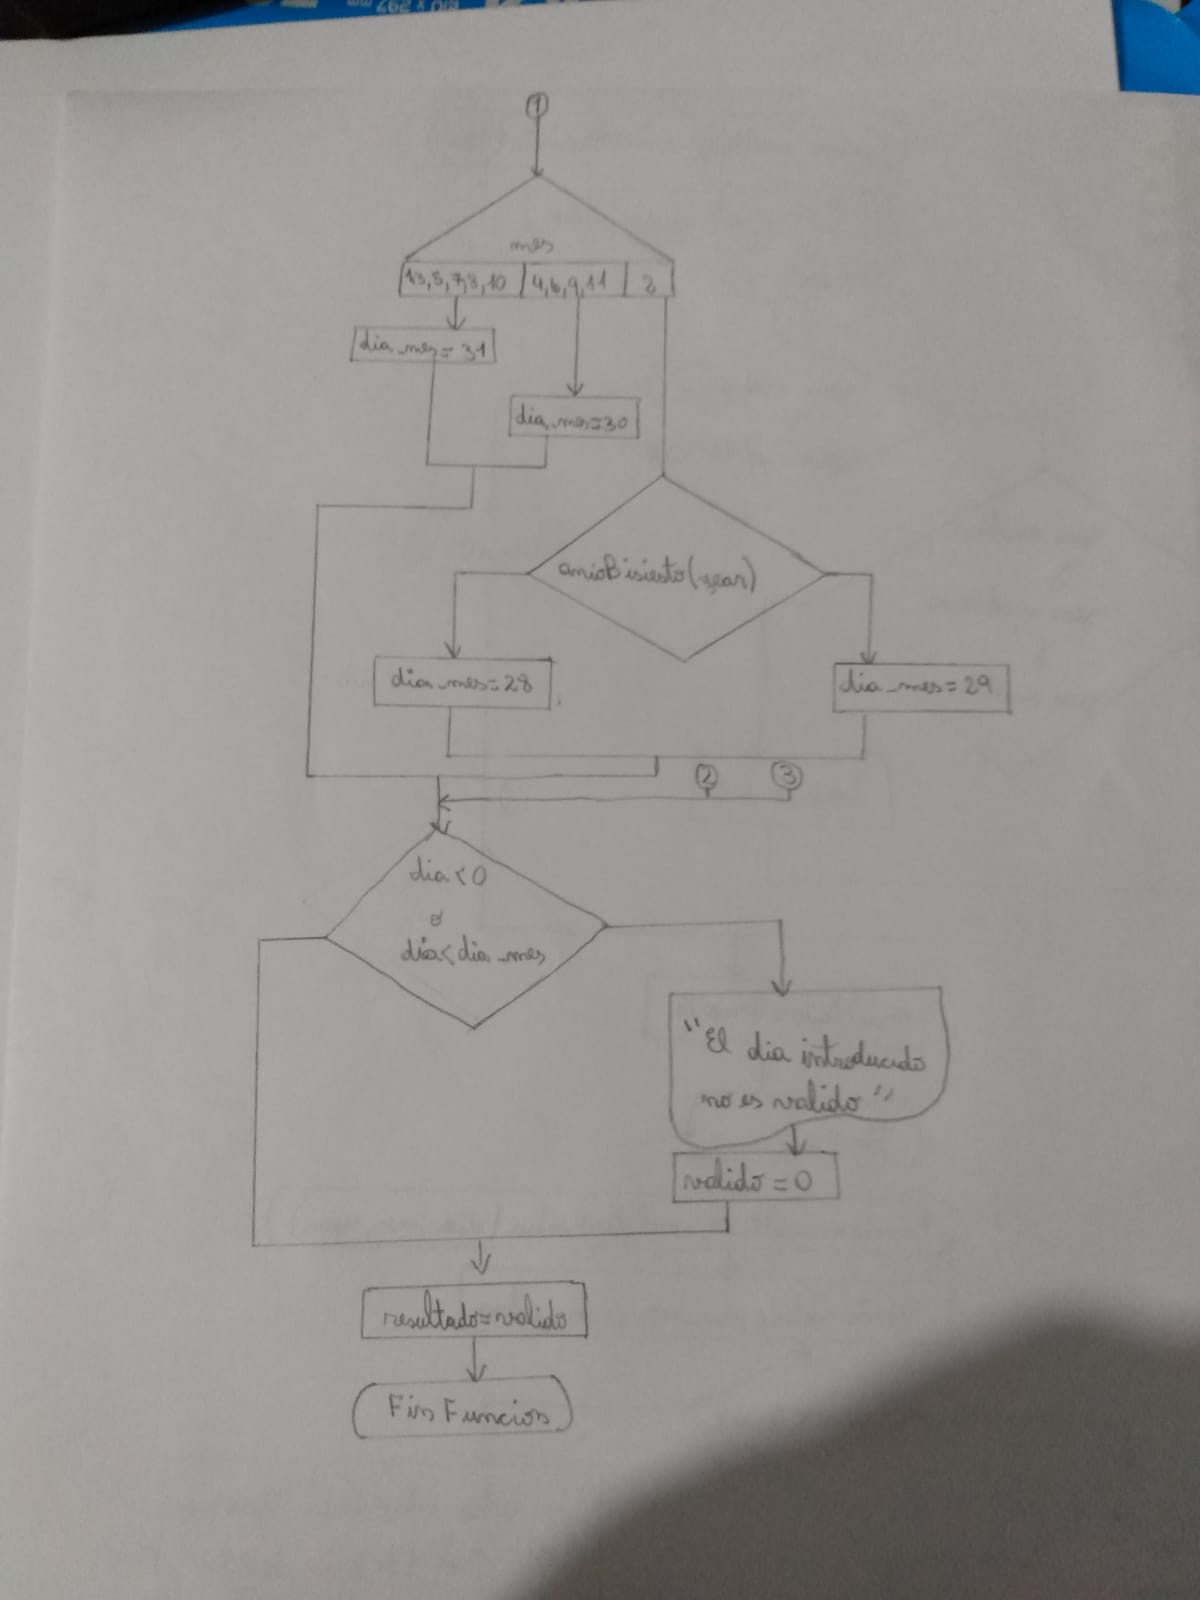 1
mes
1,3,5,7,8,10
4,6,9,11
2
dia_mes=31
dia_mes=30
anioBisiesto(year)
dia_mes=28
dia_mes=29
2
3
dia<0
o
dia<dia_mes
"El dia introducido
no es valido"
valido=0
resultado=valido
Fin Funcion